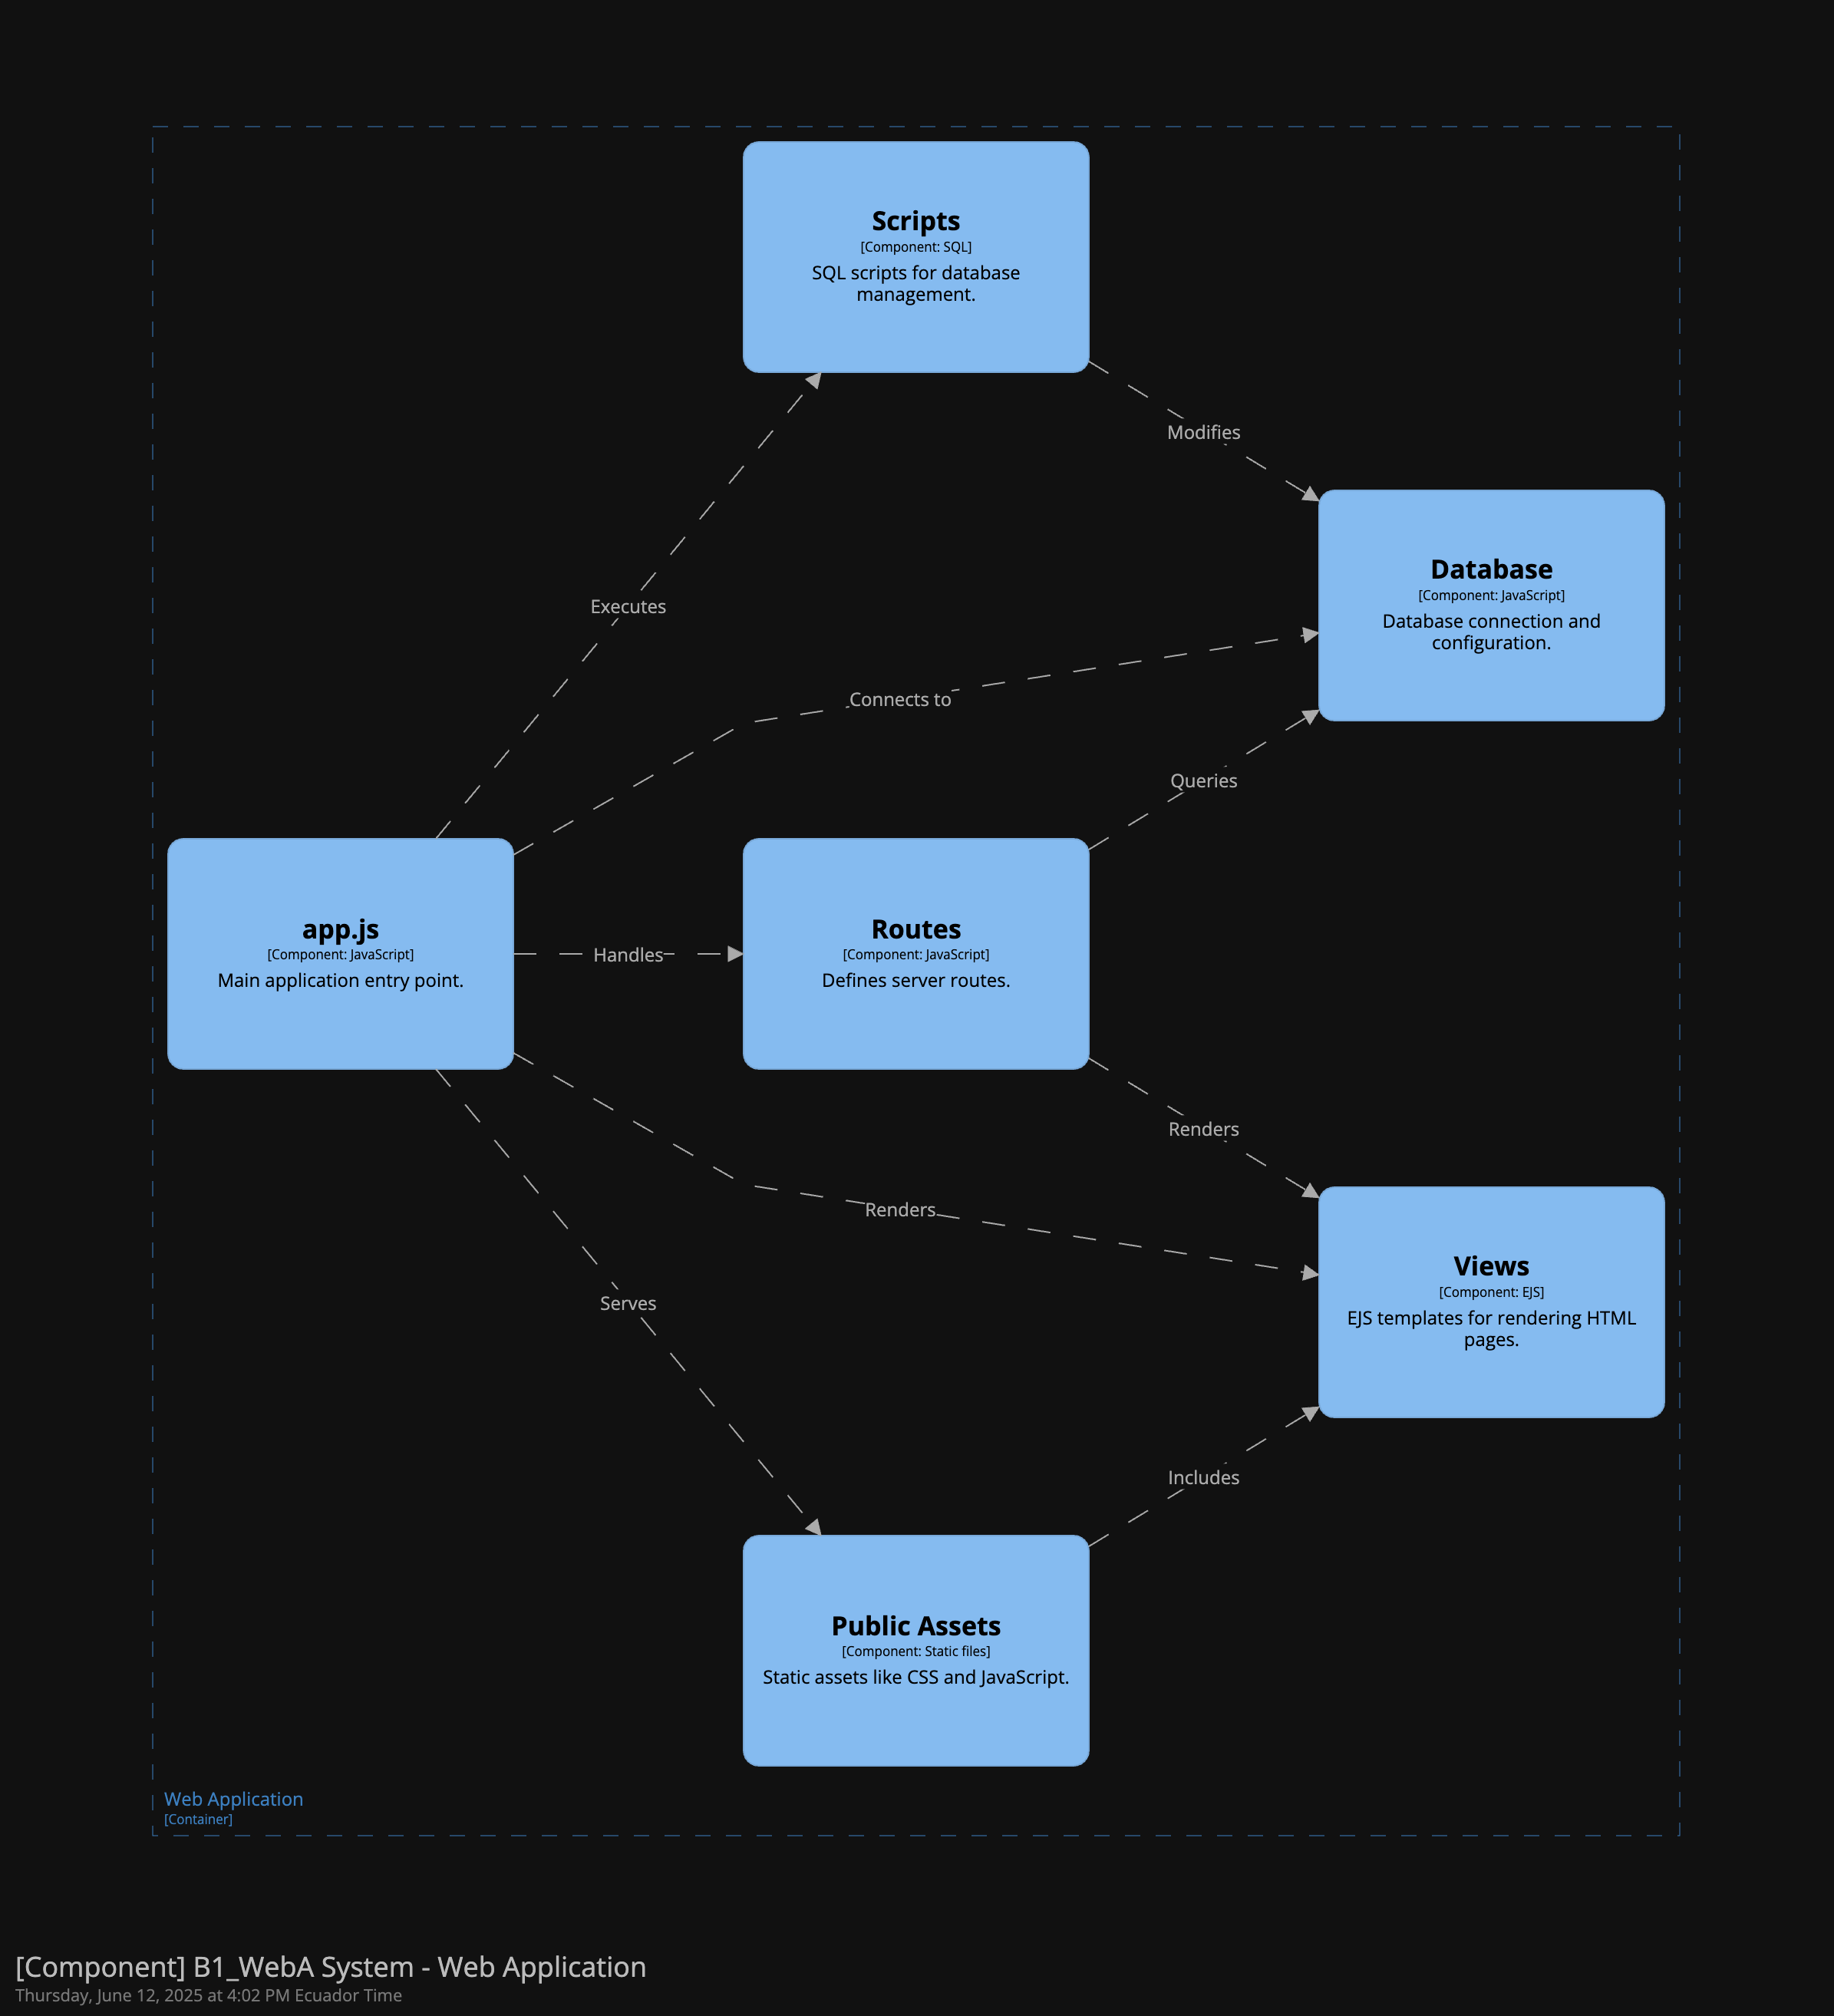 Scripts
[Component: SQL]
SQL scripts for database
management.
Modifies
Database
[Component: JavaScript]
Database connection and
configuration.
Executes
Connects to
Queries
app.js
[Component: JavaScript]
Main application entry point.
Handles
Routes
[Component: JavaScript]
Defines server routes.
Renders
Renders
Views
[Component: EJS]
EJS templates for rendering HTML
pages.
Serves
Includes
Public Assets
[Component: Static files]
Static assets like CSS and JavaScript.
Web Application
[Container]
[Component] B1_WebA System - Web Application
Thursday, June 12, 2025 at 4:02 PM Ecuador Time